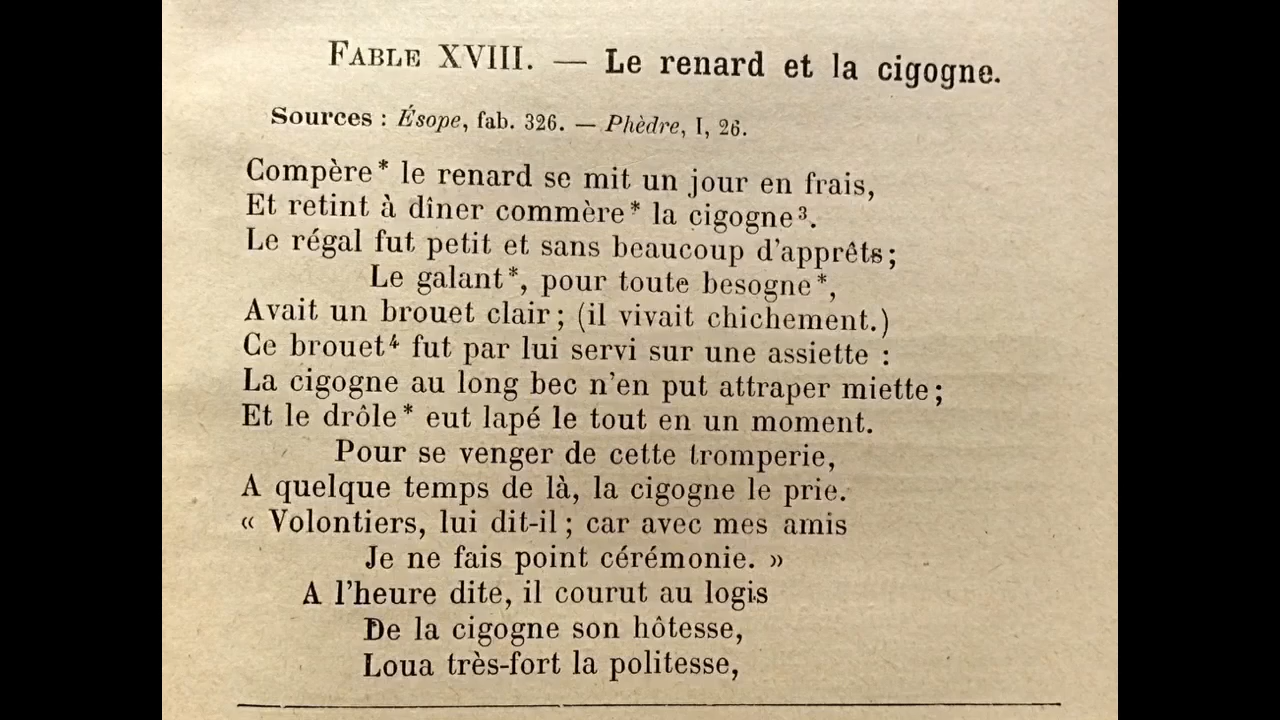 FABLE XVIII. — Le renard et la cigogne.
Sources : Ésope, fab. 326. — Phèdre, I, 26.
Compère* le renard se mit un jour en frais,
Et retint à dîner commère* la cigogne³.
Le régal fut petit et sans beaucoup d'apprêts;
Le galant*, pour toute besogne*,
Avait un brouet clair; (il vivait chichement.)
Ce brouet⁴ fut par lui servi sur une assiette :
La cigogne au long bec n'en put attraper miette;
Et le drôle* eut lapé le tout en un moment.
Pour se venger de cette tromperie,
A quelque temps de là, la cigogne le prie.
« Volontiers, lui dit-il; car avec mes amis
Je ne fais point cérémonie. »
A l'heure dite, il courut au logis
De la cigogne son hôtesse,
Loua très-fort la politesse,